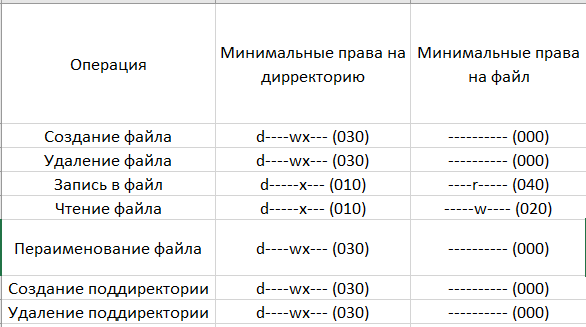 Операция
Минимальные права на
дирректорию
Минимальные права
на файл
Создание файла d----wx--- (030) ---------- (000)
Удаление файла d----wx--- (030) ---------- (000)
Запись в файл d-----x--- (010) ----r----- (040)
Чтение файла d-----x--- (010) -----w---- (020)
Пераименование файла d----wx--- (030) ---------- (000)
Создание поддиректории d----wx--- (030) ---------- (000)
Удаление поддиректории d----wx--- (030) ---------- (000)